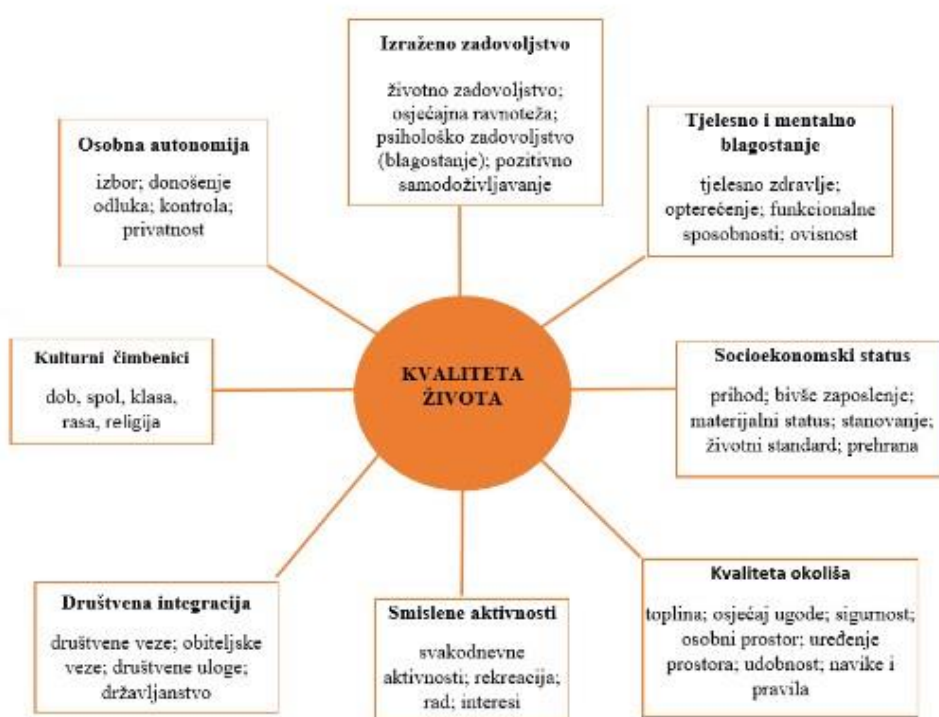 Izraženo zadovoljstvo
životno zadovoljstvo;
osjećajna ravnoteža;
psihološko zadovoljstvo
(blagostanje); pozitivno
samodoživljavanje
Osobna autonomija
izbor; donošenje
odluka; kontrola;
privatnost
Tjelesno i mentalno
blagostanje
tjelesno zdravlje;
opterećenje; funkcionalne
sposobnosti; ovisnost
Kulturni čimbenici
dob, spol, klasa,
rasa, religija
KVALITETA
ŽIVOTA
Socioekonomski status
prihod; bivše zaposlenje;
materijalni status; stanovanje;
životni standard; prehrana
Društvena integracija
društvene veze; obiteljske
veze; društvene uloge;
državljanstvo
Smislene aktivnosti
svakodnevne
aktivnosti; rekreacija;
rad; interesi
Kvaliteta okoliša
toplina; osjećaj ugode; sigurnost;
osobni prostor; uređenje
prostora; udobnost; navike i
pravila